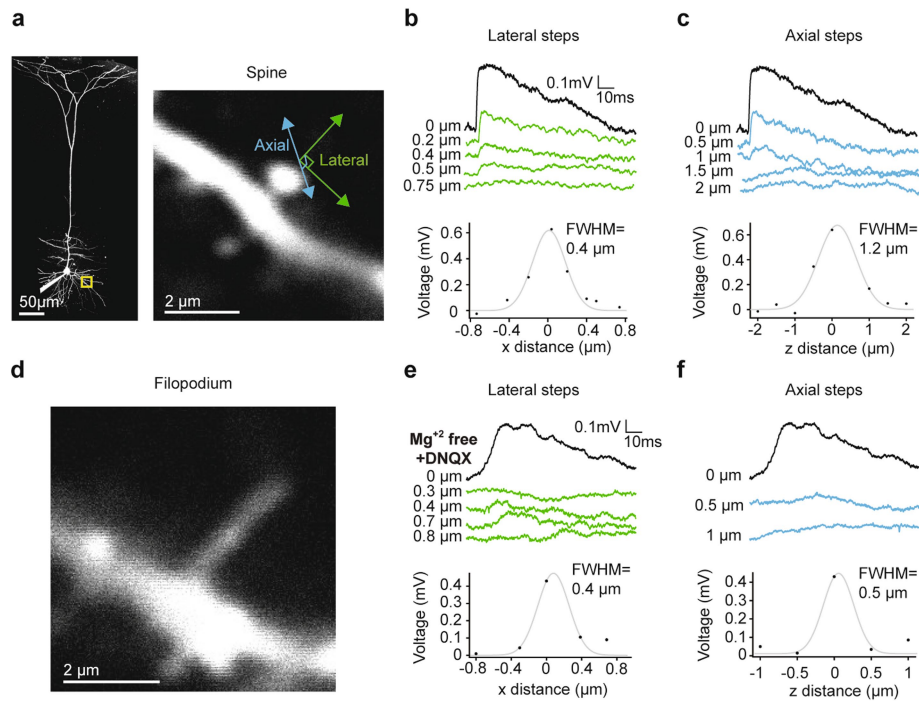 a
50µm
Spine
Axial
Lateral
2 µm
b
Lateral steps
0.1mV
10ms
0 µm
0.2 µm
0.4 µm
0.5 µm
0.75 µm
FWHM=
0.4 µm
Voltage (mV)
0.6
0.4
0.2
0
-0.8
-0.4
0
0.4
0.8
x distance (µm)
c
Axial steps
0.1mV
10ms
0 µm
0.5 µm
1 µm
1.5 µm
2 µm
FWHM=
1.2 µm
Voltage (mV)
0.6
0.4
0.2
0
-2
-1
0
1
2
z distance (µm)
d
Filopodium
2 µm
e
Lateral steps
0.1mV
10ms
Mg+2 free
+DNQX
0 µm
0.3 µm
0.4 µm
0.7 µm
0.8 µm
FWHM=
0.4 µm
Voltage (mV)
0.4
0.3
0.2
0.1
0
-0.8
-0.4
0
0.4
0.8
x distance (µm)
f
Axial steps
0.1mV
10ms
0 µm
0.5 µm
1 µm
FWHM=
0.5 µm
Voltage (mV)
0.4
0.3
0.2
0.1
0
-1
-0.5
0
0.5
1
z distance (µm)